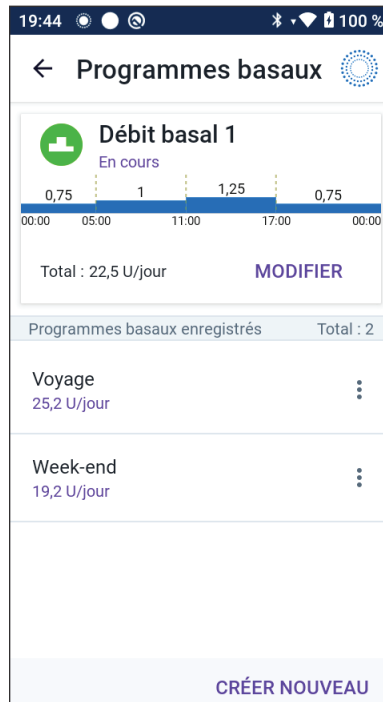 19:44 100 %
Programmes basaux
Débit basal 1
En cours
0,75 1 1,25 0,75
00:00 05:00 11:00 17:00 00:00
Total : 22,5 U/jour MODIFIER
Programmes basaux enregistrés Total : 2
Voyage
25,2 U/jour
Week-end
19,2 U/jour
CRÉER NOUVEAU